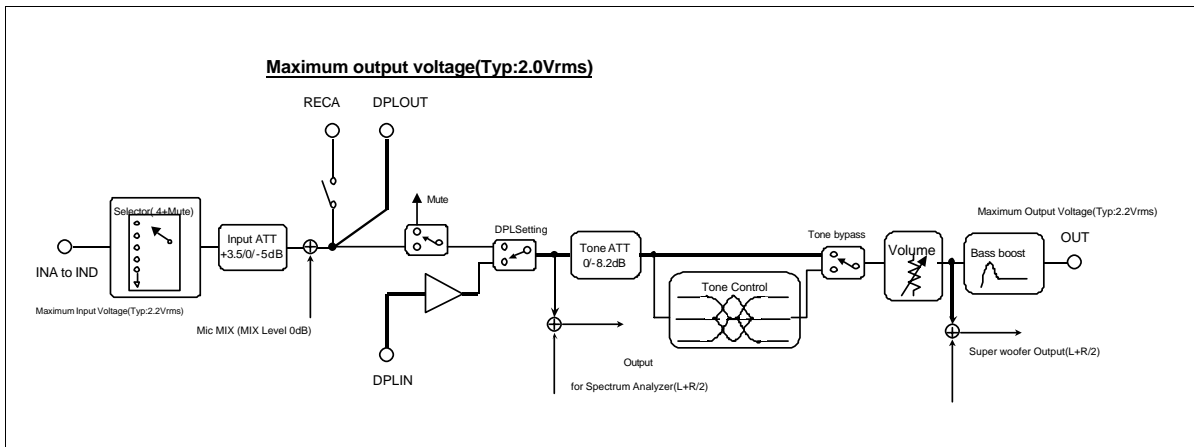 Maximum output voltage(Typ:2.0Vrms)
RECA
DPLOUT
Selector( 4+Mute)
Input ATT
+3.5/0/-5dB
Mute
DPLSetting
Tone ATT
0/-8.2dB
Tone bypass
Maximum Output Voltage(Typ:2.2Vrms)
OUT
Volume
Bass boost
INA to IND
Tone Control
Maximum Input Voltage(Typ:2.2Vrms)
Mic MIX (MIX Level 0dB)
DPLIN
Output
for Spectrum Analyzer(L+R/2)
Super woofer Output(L+R/2)